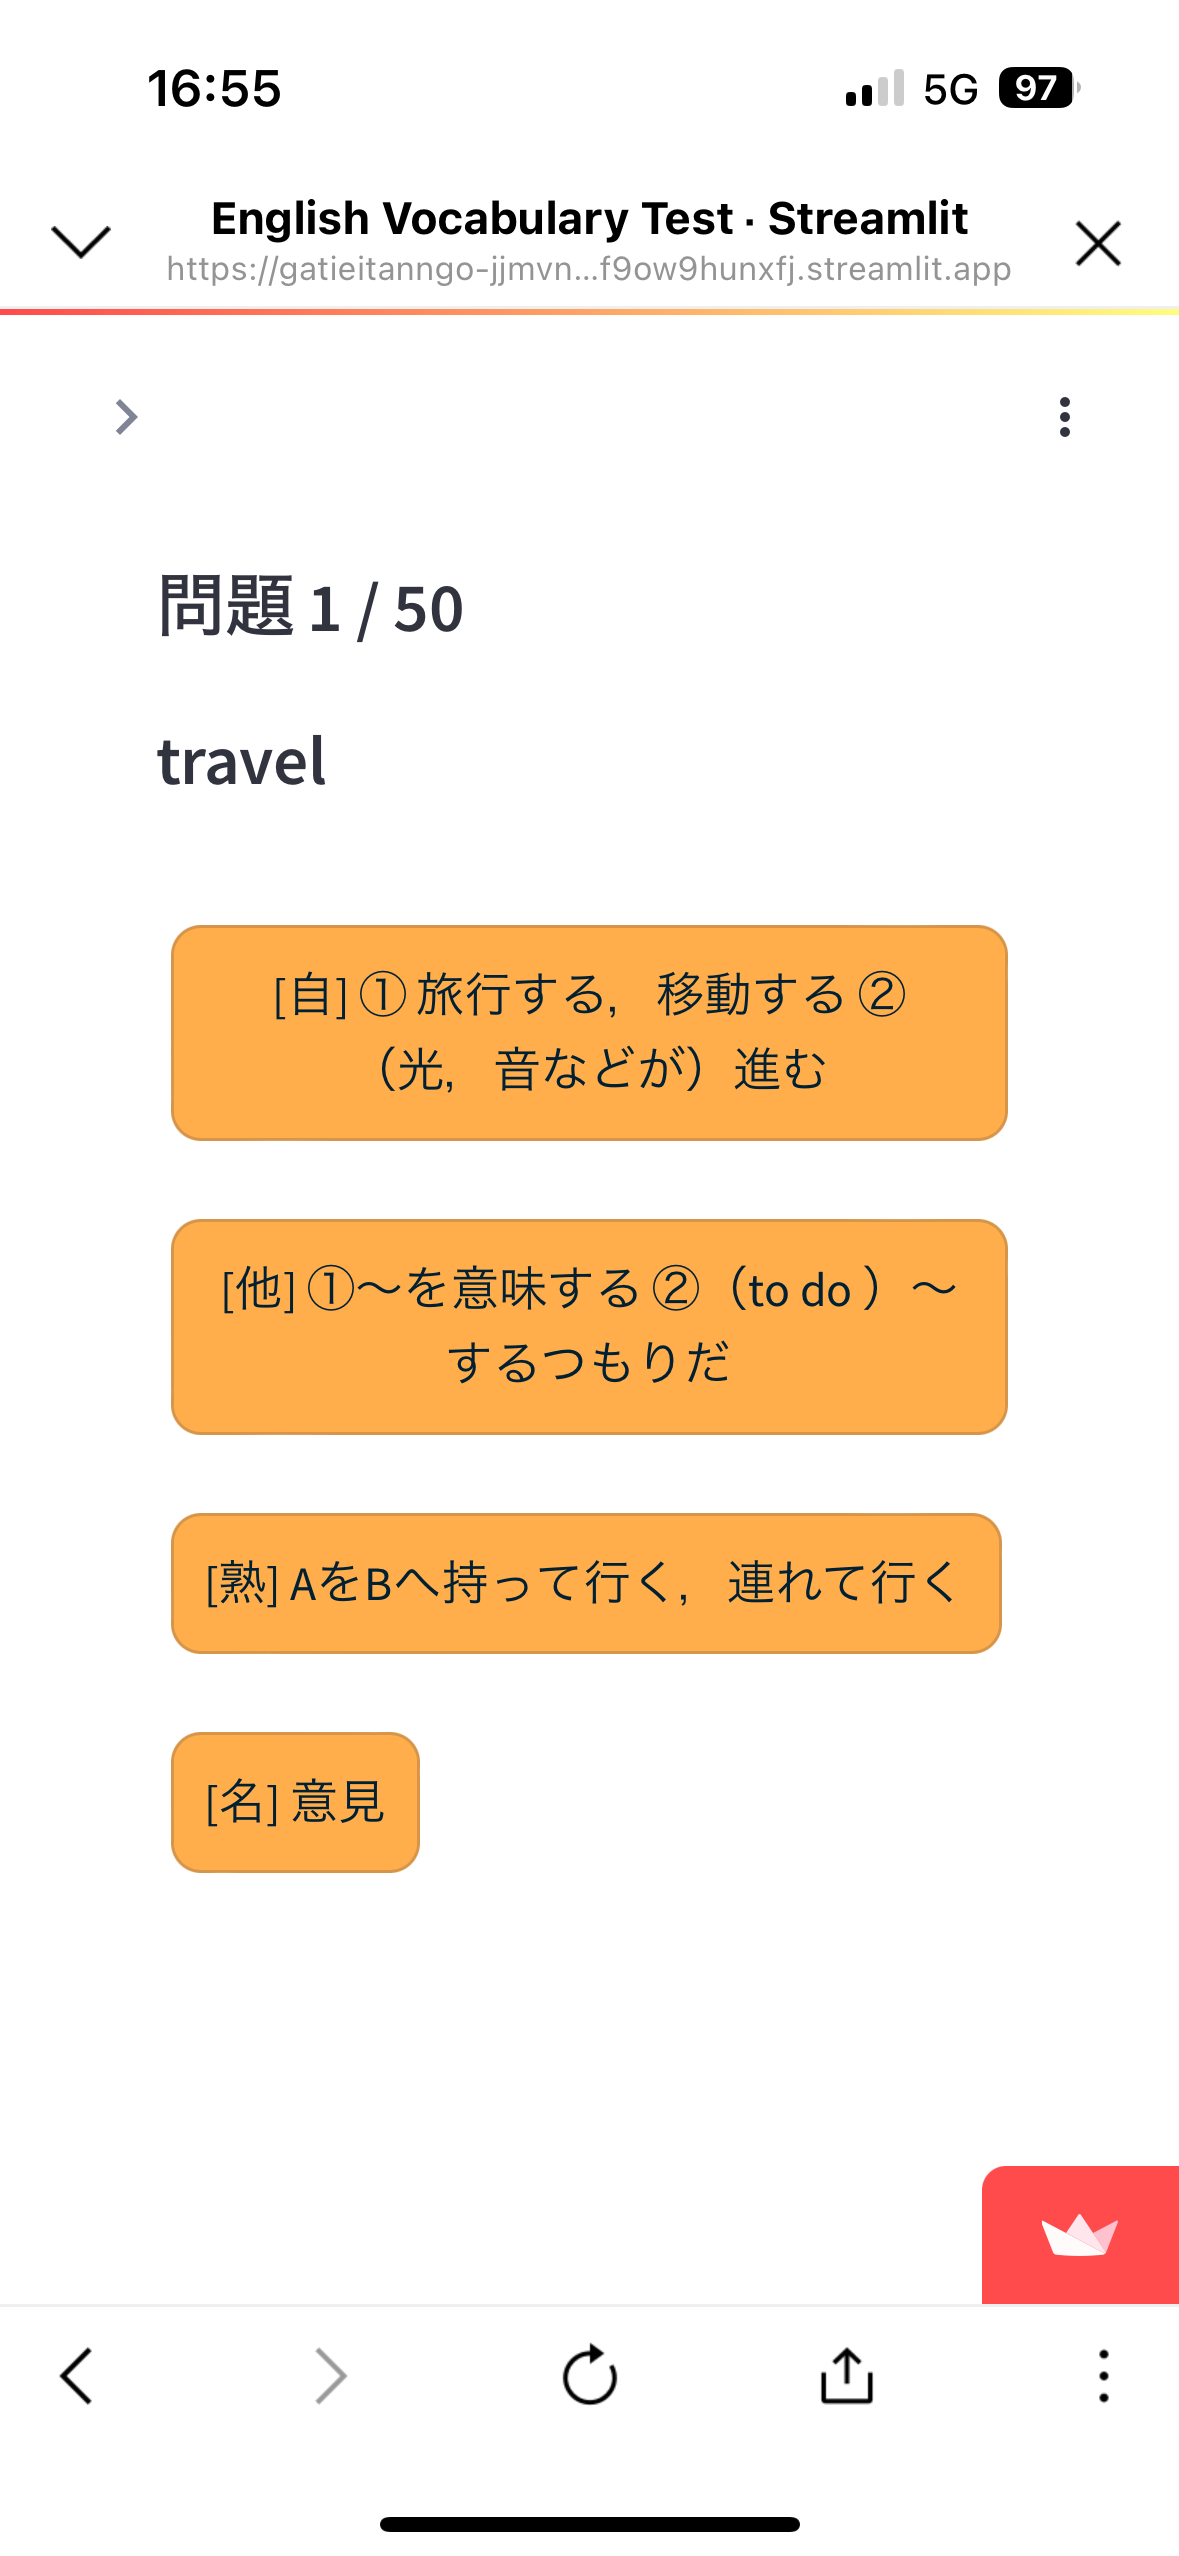 16:55
5G
97
English Vocabulary Test · Streamlit
https://gatieitanngo-jjmvn...f9ow9hunxfj.streamlit.app
問題 1 / 50
travel
[自] ① 旅行する，移動する ②
（光，音などが）進む
[他] ①～を意味する ②（to do ）～
するつもりだ
[熟] AをBへ持って行く，連れて行く
[名] 意見